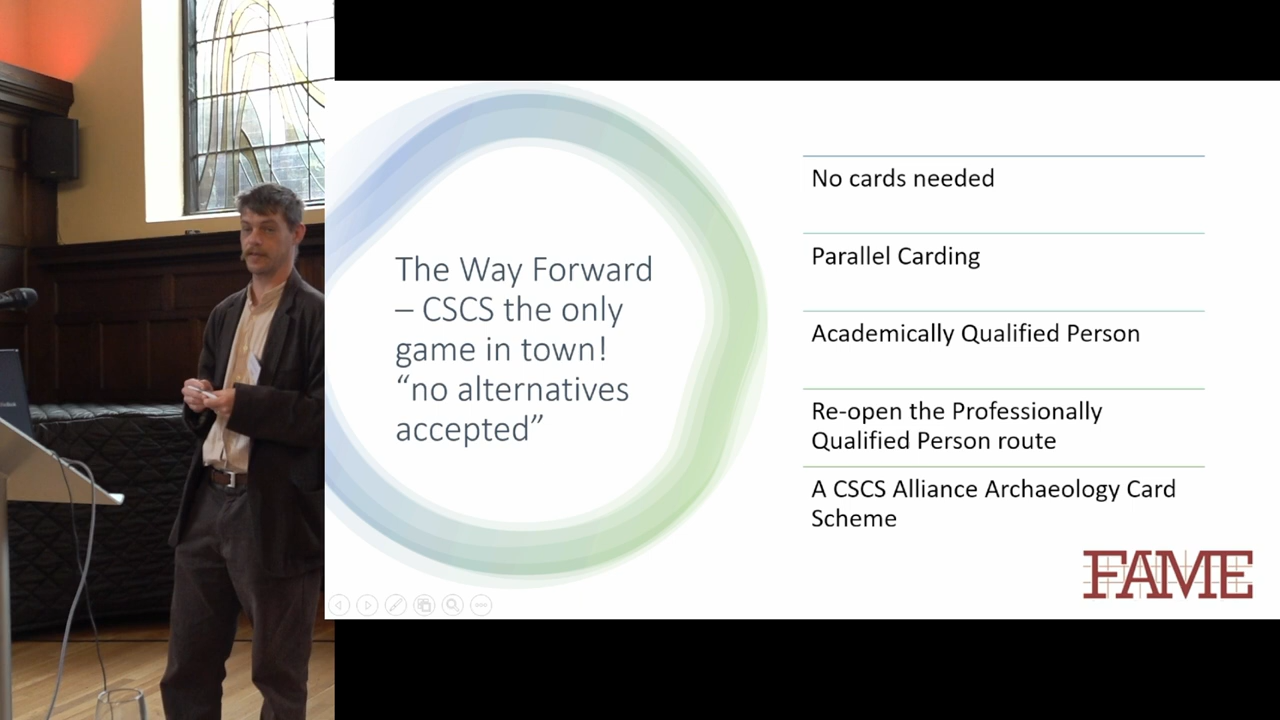 The Way Forward
– CSCS the only
game in town!
“no alternatives
accepted”
No cards needed
Parallel Carding
Academically Qualified Person
Re-open the Professionally
Qualified Person route
A CSCS Alliance Archaeology Card
Scheme
FAME